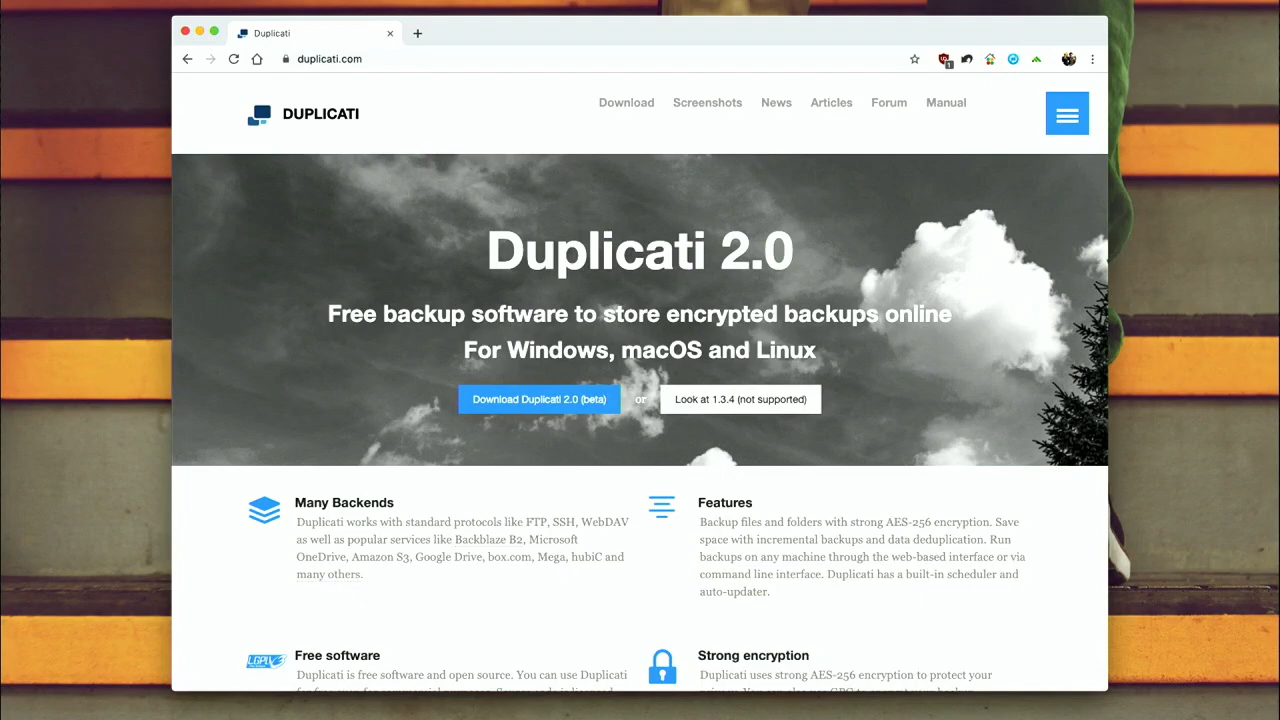 Duplicati
duplicati.com
1
DUPLICATI
Download Screenshots News Articles Forum Manual
Duplicati 2.0
Free backup software to store encrypted backups online
For Windows, macOS and Linux
Download Duplicati 2.0 (beta) or Look at 1.3.4 (not supported)
Many Backends
Duplicati works with standard protocols like FTP, SSH, WebDAV
as well as popular services like Backblaze B2, Microsoft
OneDrive, Amazon S3, Google Drive, box.com, Mega, hubiC and
many others.
Features
Backup files and folders with strong AES-256 encryption. Save
space with incremental backups and data deduplication. Run
backups on any machine through the web-based interface or via
command line interface. Duplicati has a built-in scheduler and
auto-updater.
LGPL
Free software
Duplicati is free software and open source. You can use Duplicati
Strong encryption
Duplicati uses strong AES-256 encryption to protect your